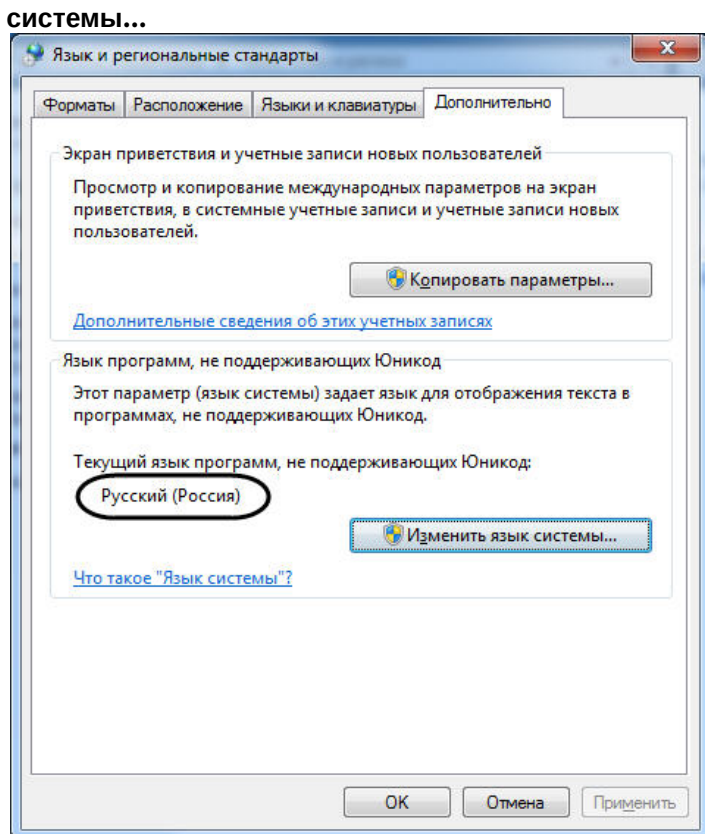 системы...
Язык и региональные стандарты
Форматы Расположение Языки и клавиатуры Дополнительно
Экран приветствия и учетные записи новых пользователей
Просмотр и копирование международных параметров на экран
приветствия, в системные учетные записи и учетные записи новых
пользователей.
Копировать параметры...
Дополнительные сведения об этих учетных записях
Язык программ, не поддерживающих Юникод
Этот параметр (язык системы) задает язык для отображения текста в
программах, не поддерживающих Юникод.
Текущий язык программ, не поддерживающих Юникод:
Русский (Россия)
Изменить язык системы...
Что такое "Язык системы"?
ОК Отмена Применить